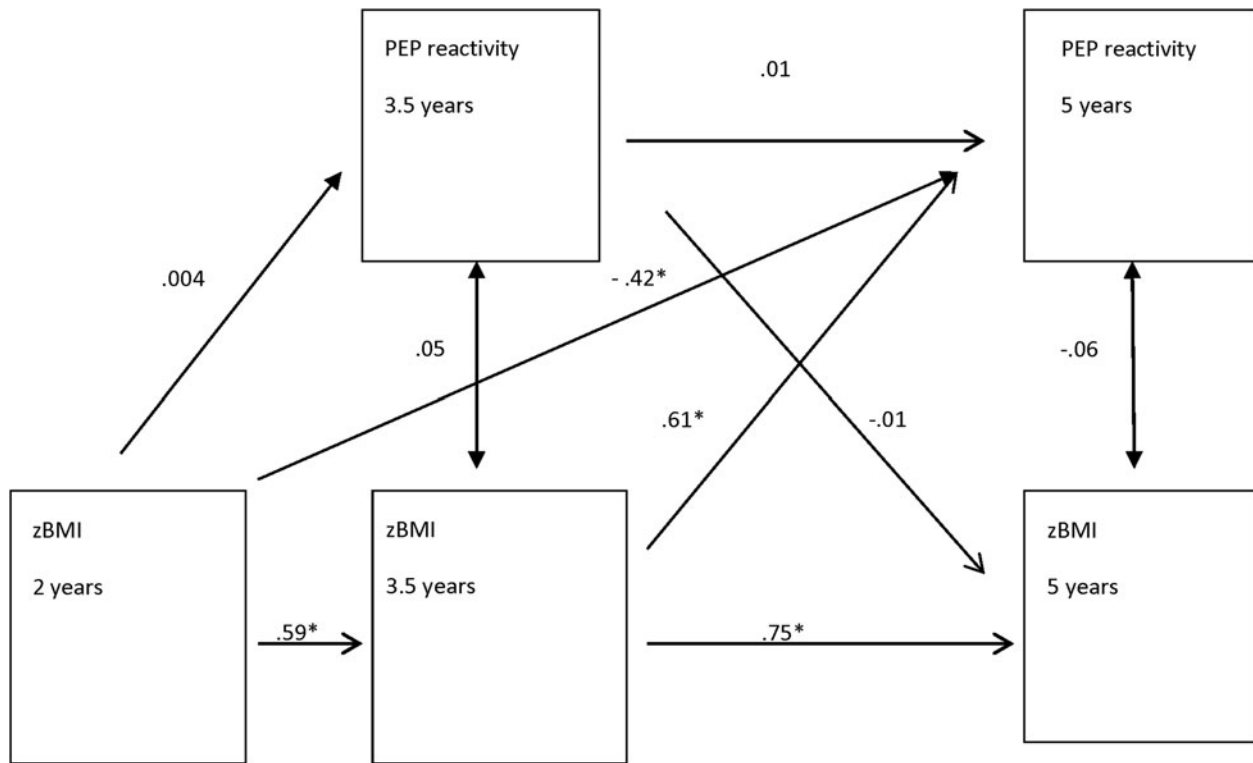 PEP reactivity
3.5 years
.01
PEP reactivity
5 years
.004
.05
- .42*
.61*
-.01
-.06
zBMI
2 years
.59*
zBMI
3.5 years
.75*
zBMI
5 years